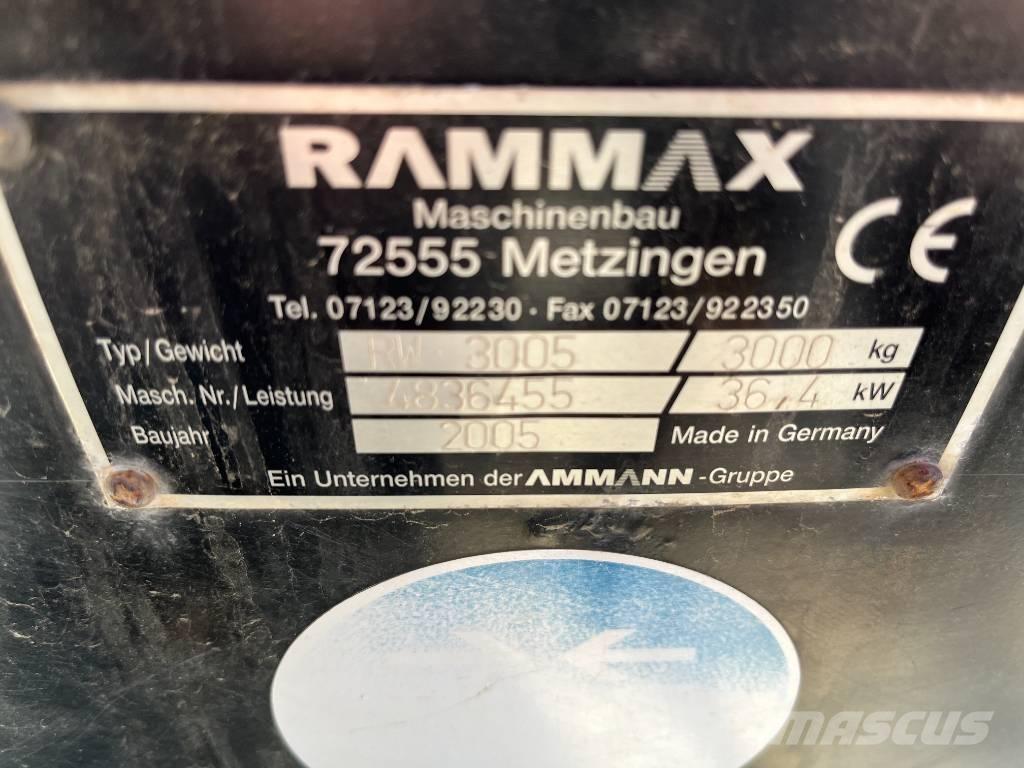 RAMMAX
Maschinenbau
72555 Metzingen
CE
Tel. 07123/92230 · Fax 07123/922350
Typ/Gewicht RW 3005 / 3000 kg
Masch. Nr./Leistung 4836455 / 36,4 kW
Baujahr 2005 Made in Germany
Ein Unternehmen der AMMANN-Gruppe
MASCUS